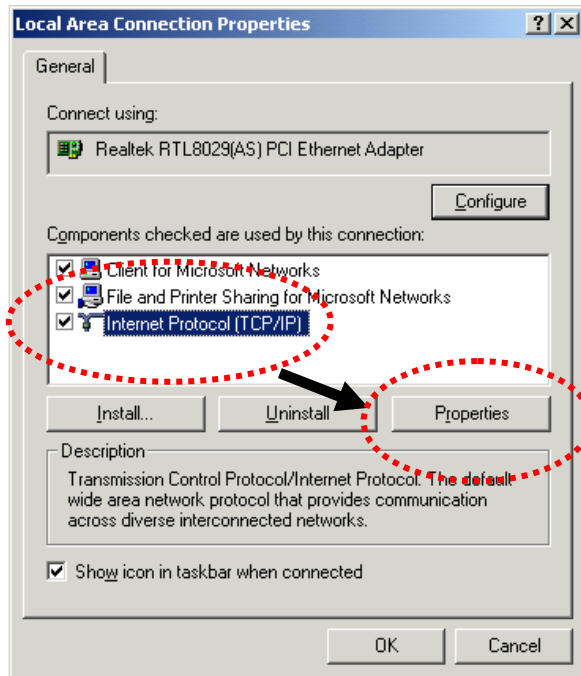 Local Area Connection Properties
General
Connect using:
Realtek RTL8029(AS) PCI Ethernet Adapter
Configure
Components checked are used by this connection:
Client for Microsoft Networks
File and Printer Sharing for Microsoft Networks
Internet Protocol (TCP/IP)
Install... Uninstall Properties
Description
Transmission Control Protocol/Internet Protocol. The default
wide area network protocol that provides communication
across diverse interconnected networks.
Show icon in taskbar when connected
OK Cancel